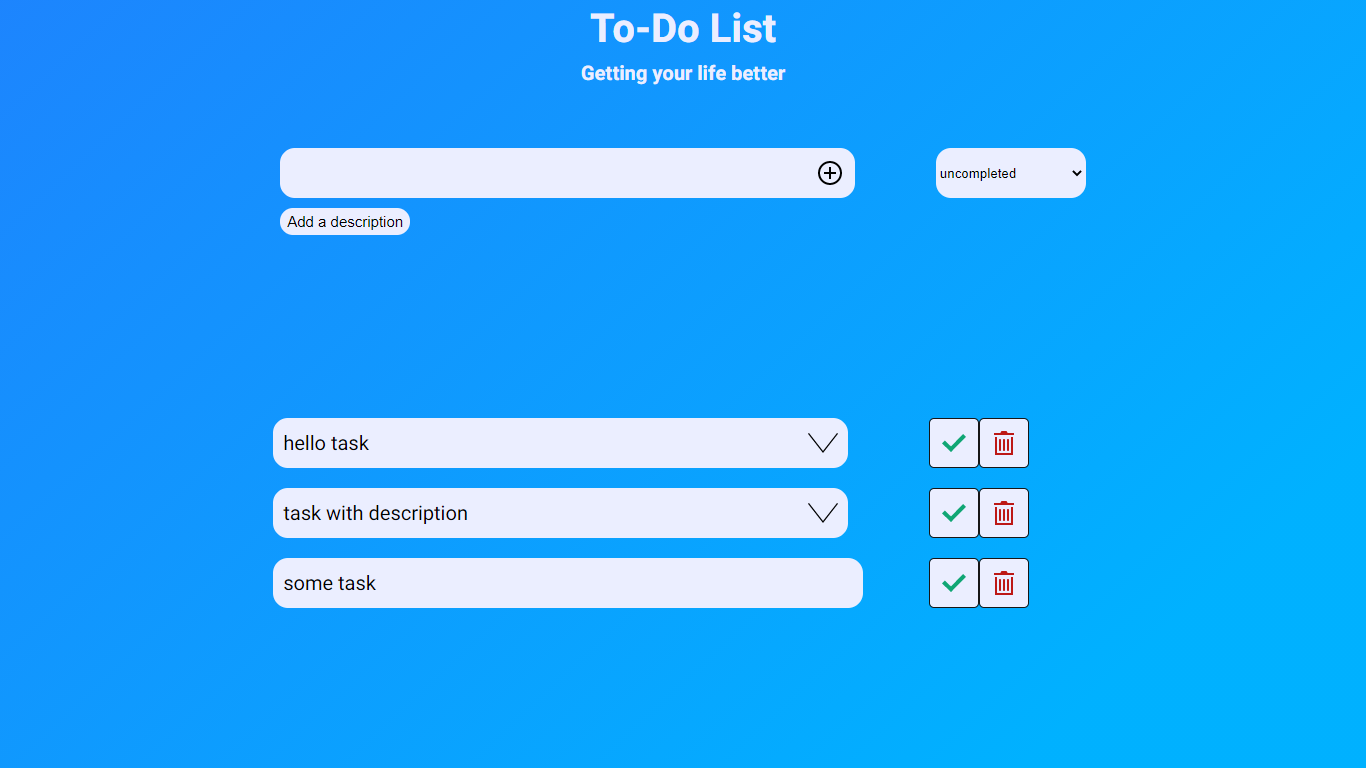 To-Do List
Getting your life better
uncompleted
Add a description
hello task
task with description
some task